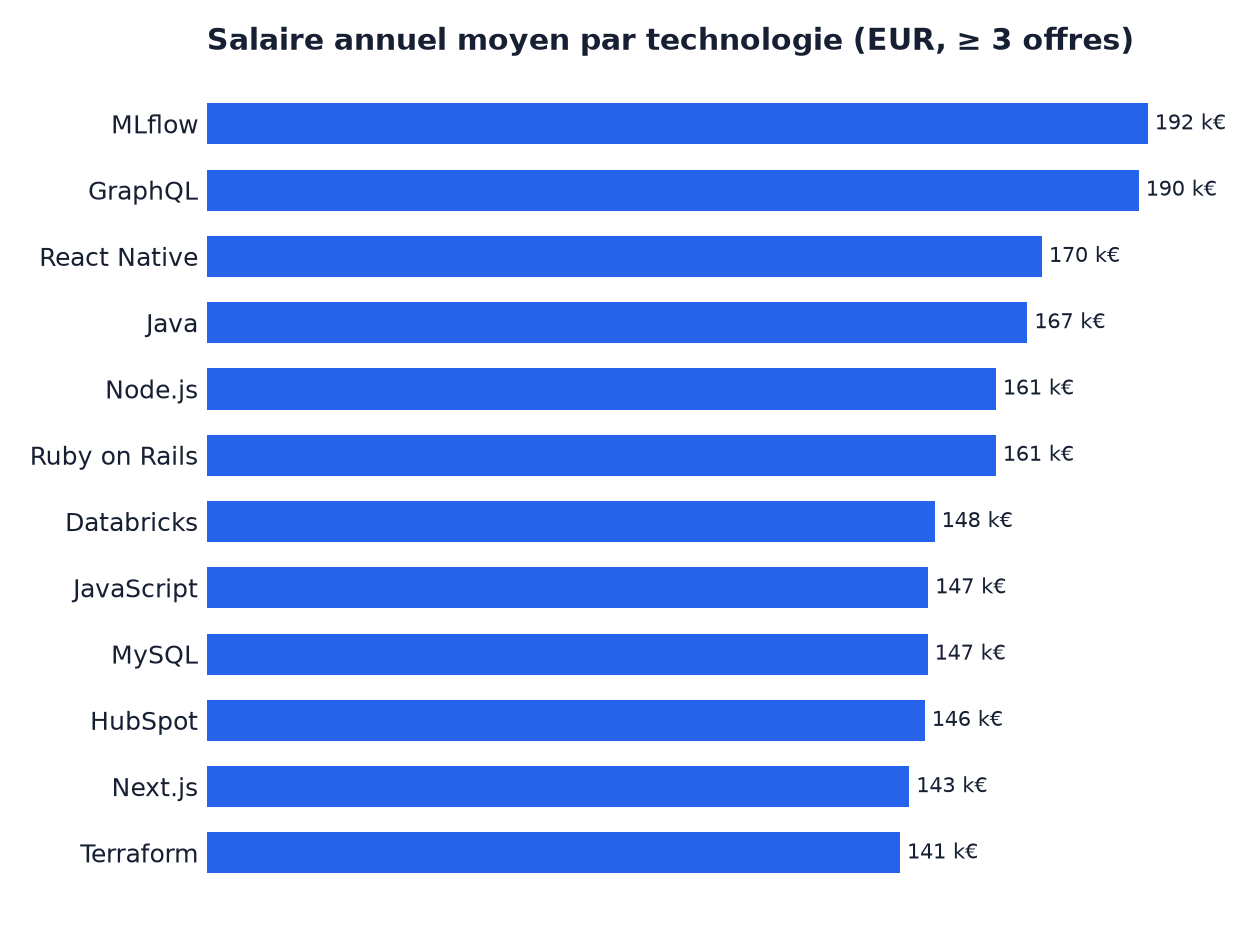 Salaire annuel moyen par technologie (EUR, ≥ 3 offres)
MLflow 192 k€
GraphQL 190 k€
React Native 170 k€
Java 167 k€
Node.js 161 k€
Ruby on Rails 161 k€
Databricks 148 k€
JavaScript 147 k€
MySQL 147 k€
HubSpot 146 k€
Next.js 143 k€
Terraform 141 k€